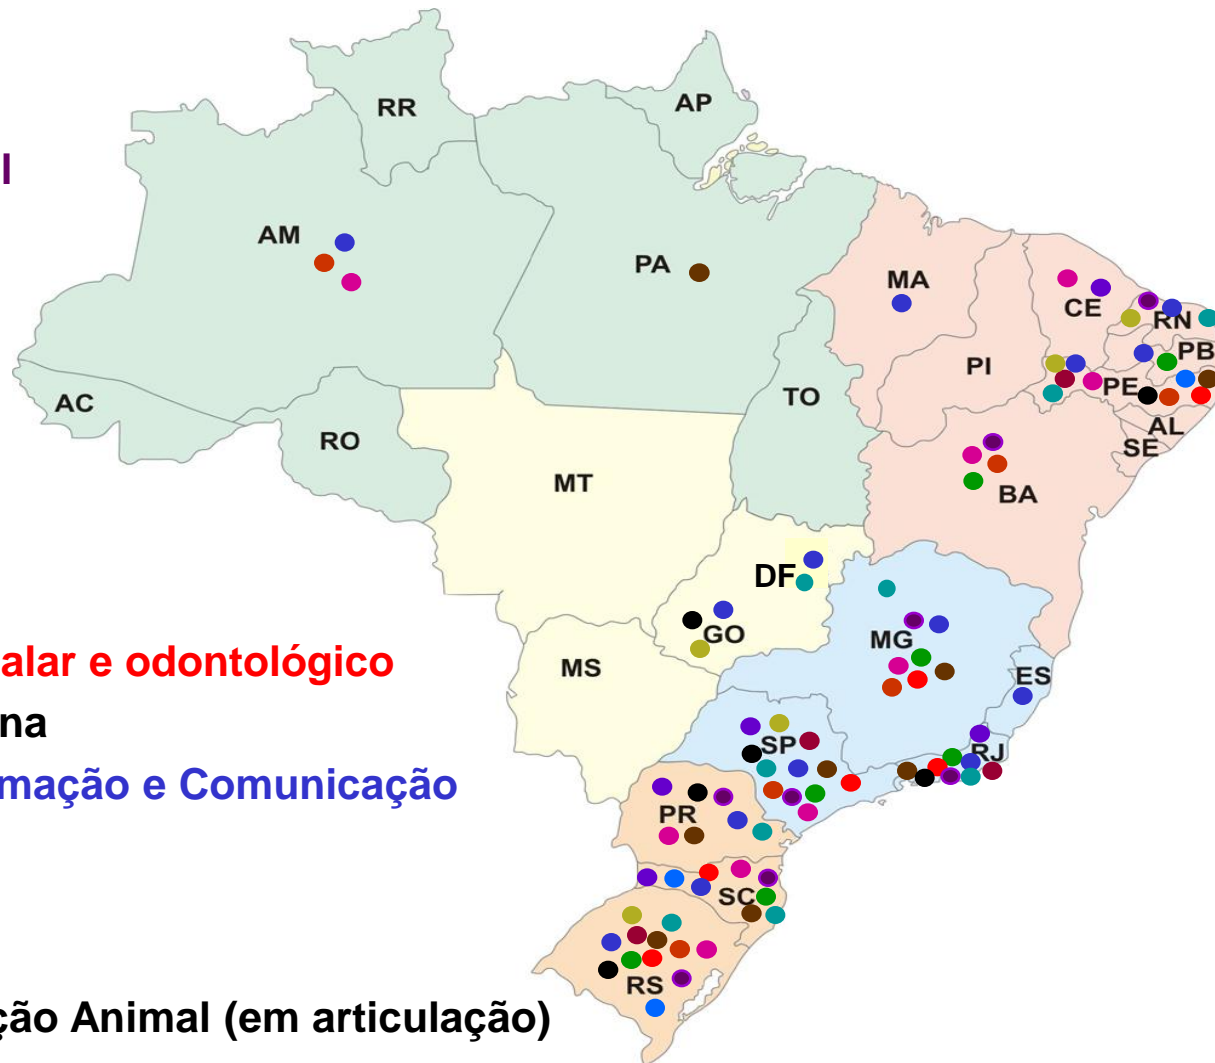 RR
AP
l
AM
PA
MA
CE
RN
PI
PB
TO
PE
AC
AL
RO
SE
MT
BA
DF
GO
MG
MS
alar e odontológico
ES
na
SP
RJ
mação e Comunicação
PR
SC
RS
ção Animal (em articulação)